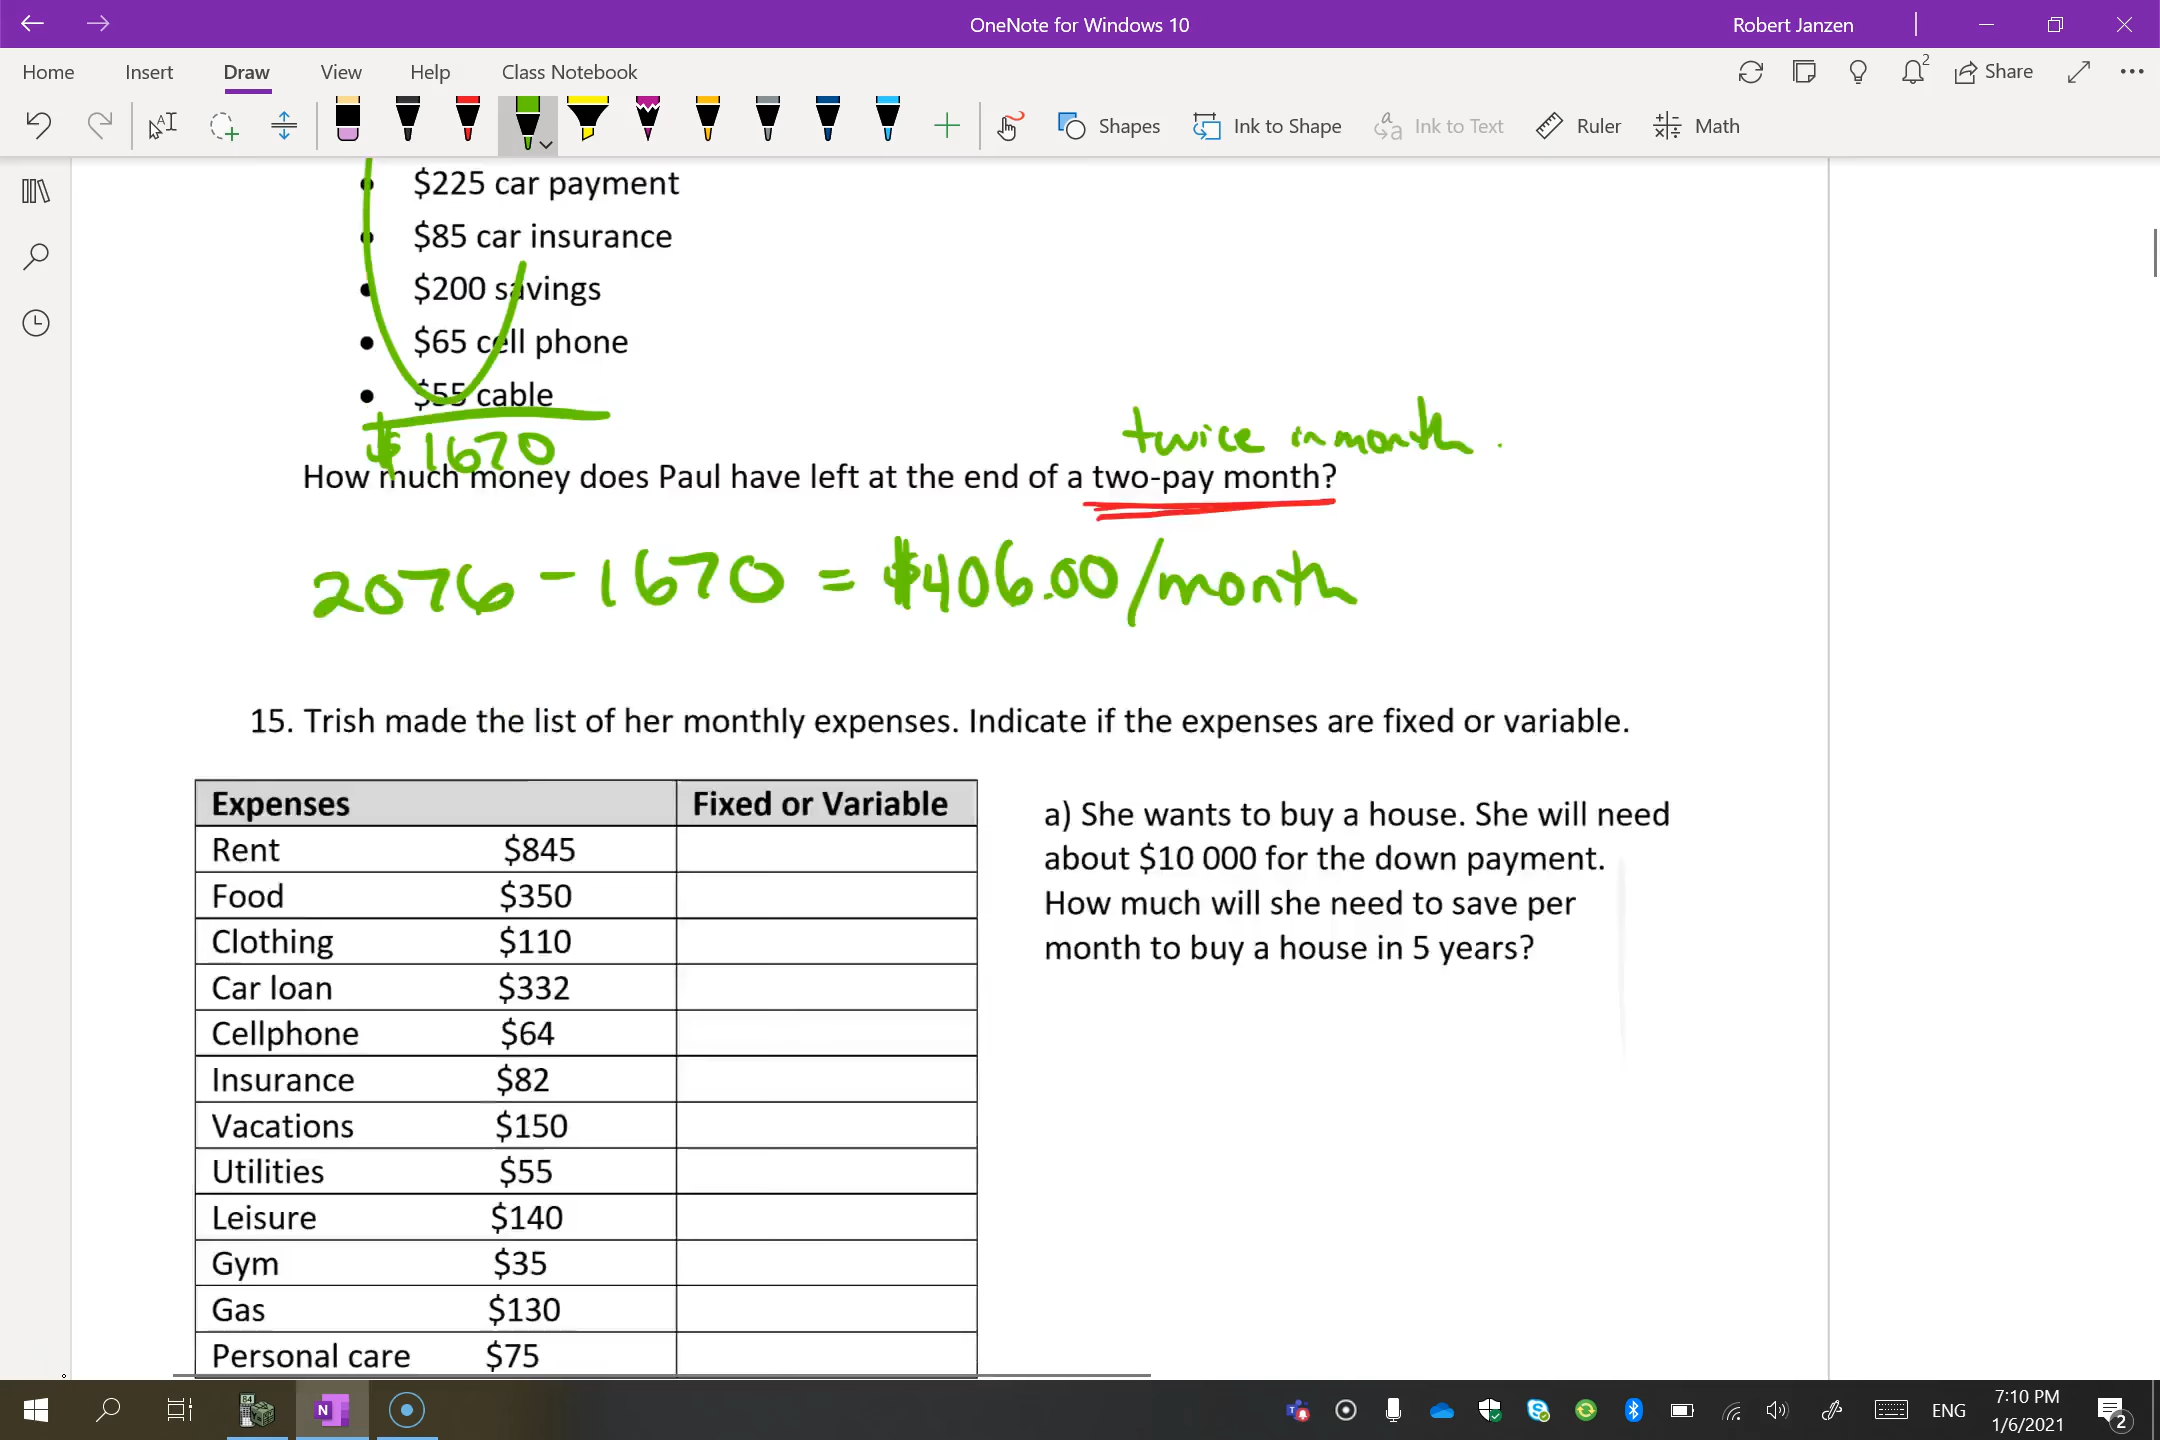 OneNote for Windows 10
Robert Janzen
Home Insert Draw View Help Class Notebook
2
Share
Shapes
Ink to Shape
Ink to Text
Ruler
Math
• $225 car payment
• $85 car insurance
• $200 savings
• $65 cell phone
• $55 cable
$1670
twice in month.
How much money does Paul have left at the end of a two-pay month?
2076 - 1670 = $406.00/month
15. Trish made the list of her monthly expenses. Indicate if the expenses are fixed or variable.
Expenses Fixed or Variable
Rent $845
Food $350
Clothing $110
Car loan $332
Cellphone $64
Insurance $82
Vacations $150
Utilities $55
Leisure $140
Gym $35
Gas $130
Personal care $75
a) She wants to buy a house. She will need
about $10 000 for the down payment.
How much will she need to save per
month to buy a house in 5 years?
ENG
7:10 PM
1/6/2021
2